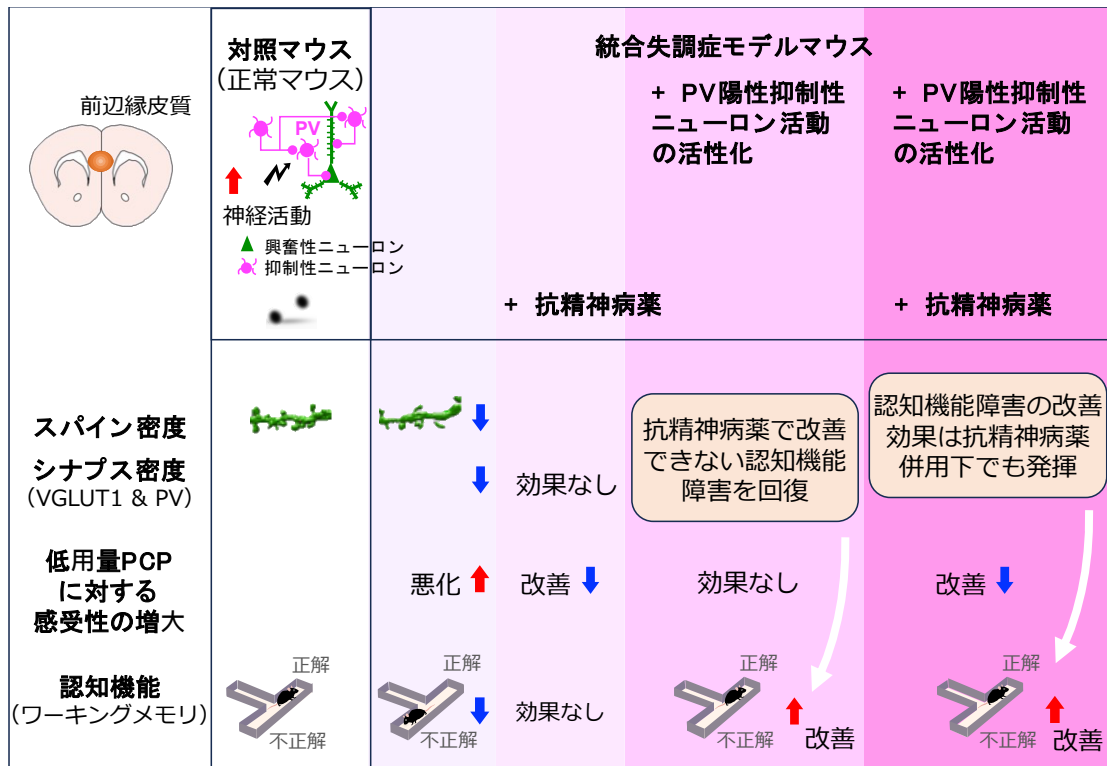 前辺縁皮質
対照マウス
（正常マウス）
PV
神経活動
興奮性ニューロン
抑制性ニューロン
統合失調症モデルマウス
+ 抗精神病薬
+ PV陽性抑制性
ニューロン活動
の活性化
+ PV陽性抑制性
ニューロン活動
の活性化
+ 抗精神病薬
スパイン密度
シナプス密度
（VGLUT1 & PV）
効果なし
抗精神病薬で改善
できない認知機能
障害を回復
認知機能障害の改善
効果は抗精神病薬
併用下でも発揮
低用量PCP
に対する
感受性の増大
悪化
改善
効果なし
改善
認知機能
（ワーキングメモリ）
正解
不正解
正解
不正解
効果なし
正解
不正解
改善
正解
不正解
改善